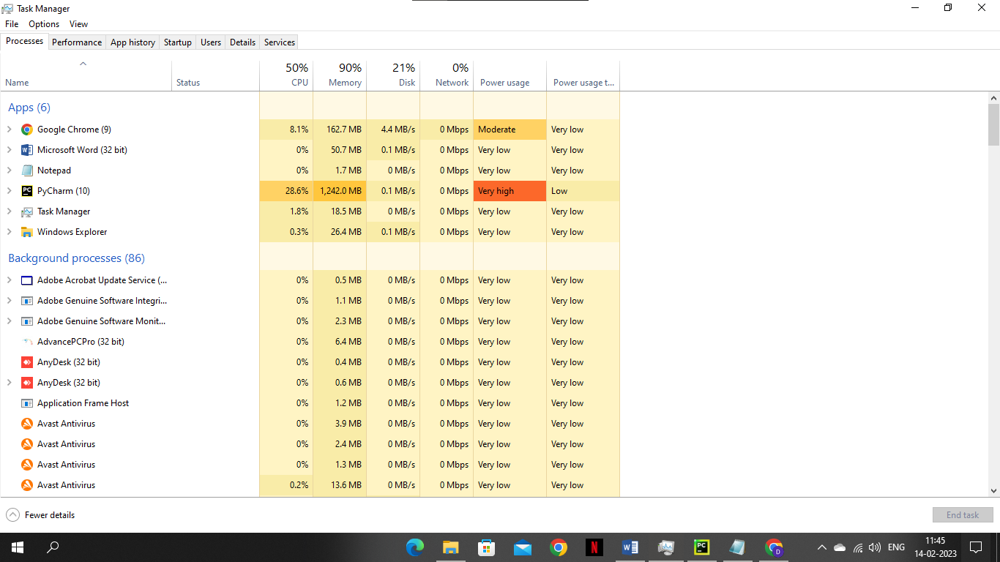 Task Manager
File Options View
Processes Performance App history Startup Users Details Services
50% 90% 21% 0%
Name Status CPU Memory Disk Network Power usage Power usage t...
Apps (6)
Google Chrome (9) 8.1% 162.7 MB 4.4 MB/s 0 Mbps Moderate Very low
Microsoft Word (32 bit) 0% 50.7 MB 0.1 MB/s 0 Mbps Very low Very low
Notepad 0% 1.7 MB 0 MB/s 0 Mbps Very low Very low
PC PyCharm (10) 28.6% 1,242.0 MB 0.1 MB/s 0 Mbps Very high Low
Task Manager 1.8% 18.5 MB 0 MB/s 0 Mbps Very low Very low
Windows Explorer 0.3% 26.4 MB 0.1 MB/s 0 Mbps Very low Very low
Background processes (86)
Adobe Acrobat Update Service (... 0% 0.5 MB 0 MB/s 0 Mbps Very low Very low
Adobe Genuine Software Integri... 0% 1.1 MB 0 MB/s 0 Mbps Very low Very low
Adobe Genuine Software Monit... 0% 2.3 MB 0 MB/s 0 Mbps Very low Very low
AdvancePCPro (32 bit) 0% 6.4 MB 0 MB/s 0 Mbps Very low Very low
AnyDesk (32 bit) 0% 0.4 MB 0 MB/s 0 Mbps Very low Very low
AnyDesk (32 bit) 0% 0.6 MB 0 MB/s 0 Mbps Very low Very low
Application Frame Host 0% 1.2 MB 0 MB/s 0 Mbps Very low Very low
Avast Antivirus 0% 3.9 MB 0 MB/s 0 Mbps Very low Very low
Avast Antivirus 0% 2.4 MB 0 MB/s 0 Mbps Very low Very low
Avast Antivirus 0% 1.3 MB 0 MB/s 0 Mbps Very low Very low
Avast Antivirus 0.2% 13.6 MB 0 MB/s 0 Mbps Very low Very low
Fewer details End task
N W PC D ENG 11:45
14-02-2023